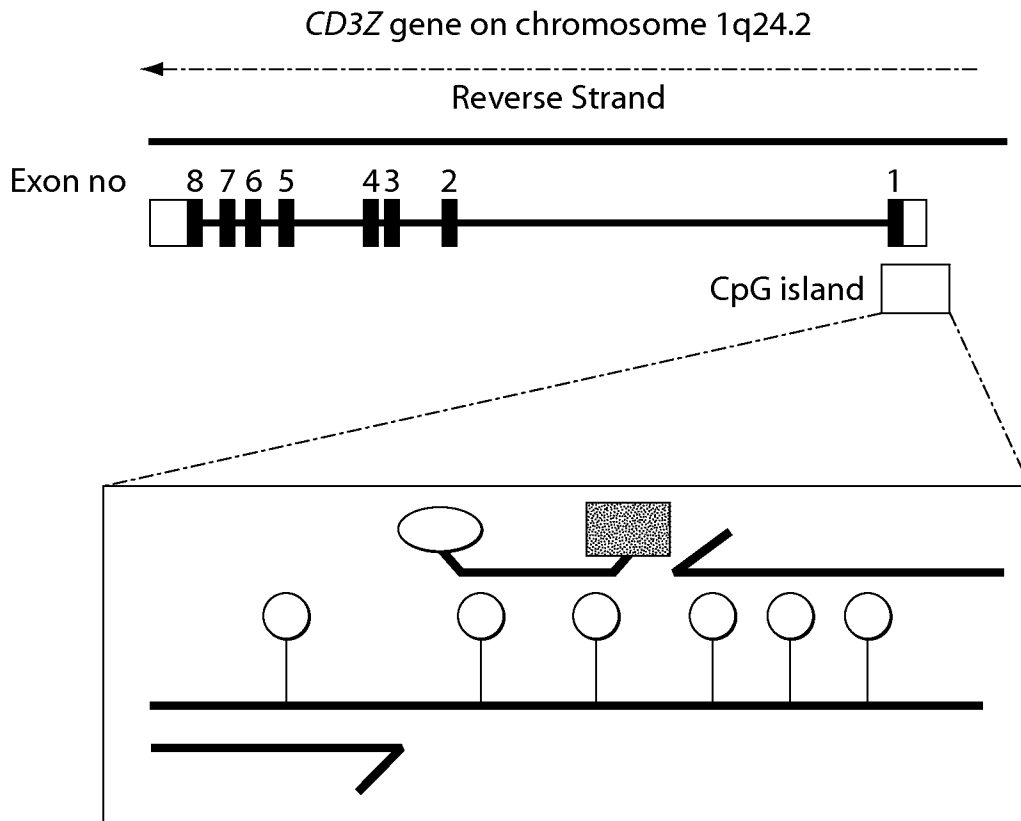 CD3Z gene on chromosome 1q24.2
Reverse Strand
Exon no 8 7 6 5 4 3 2 1
CpG island